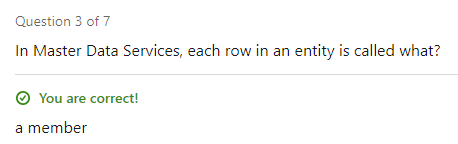 Question 3 of 7
In Master Data Services, each row in an entity is called what?
You are correct!
a member